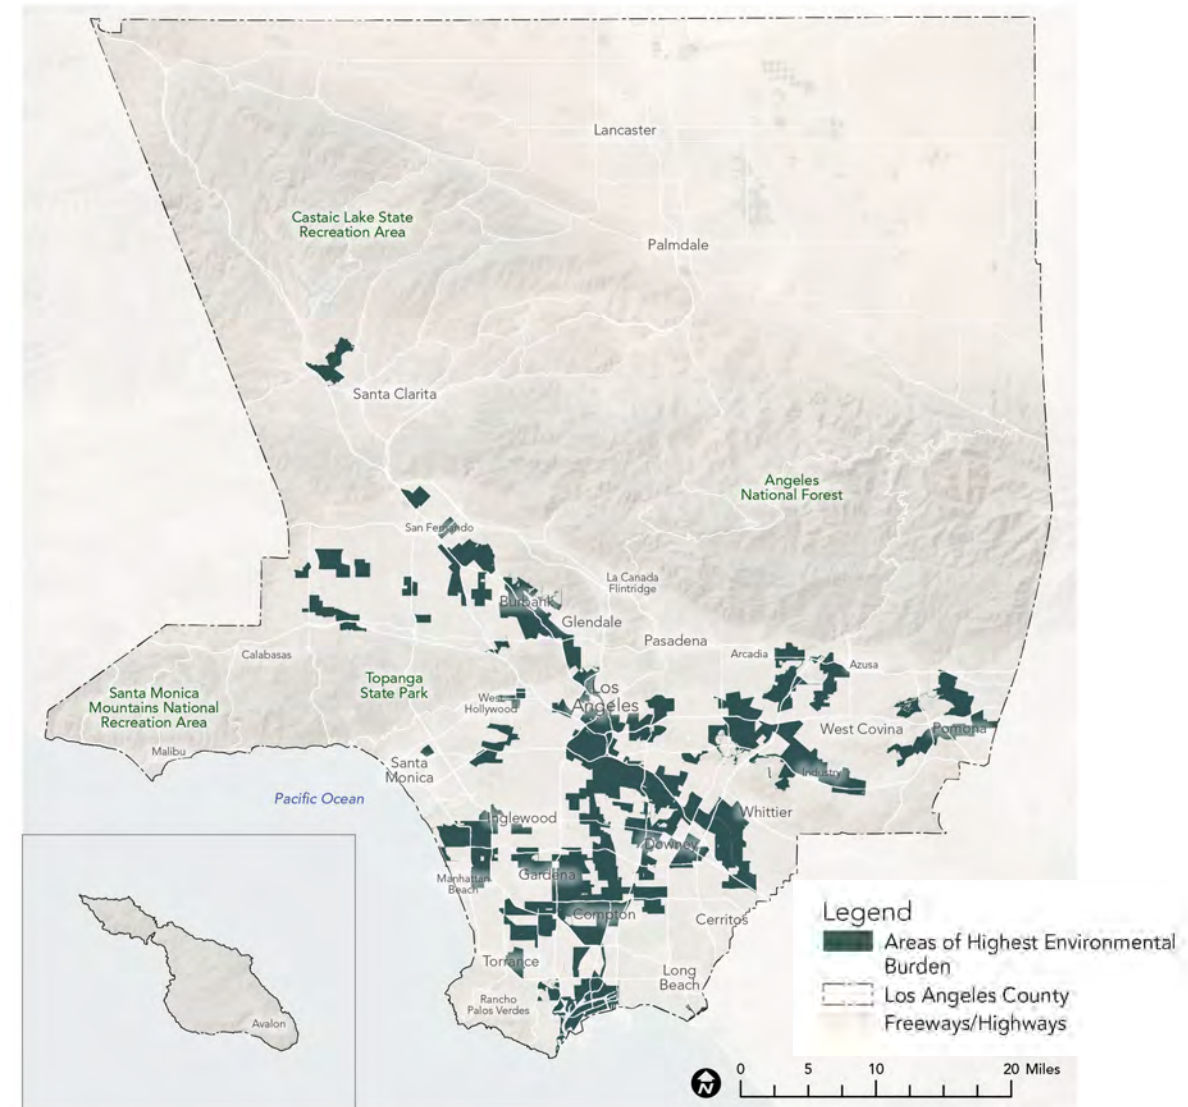 Lancaster
Castaic Lake State
Recreation Area
Palmdale
Santa Clarita
Angeles
National Forest
San Fernando
La Canada
Flintridge
Burbank
Glendale
Pasadena
Arcadia
Azusa
Calabasas
Topanga
State Park
Santa Monica
Mountains National
Recreation Area
West
Hollywood
Los
Angeles
West Covina
Pomona
Malibu
Santa
Monica
Industry
Pacific Ocean
Inglewood
Whittier
Downey
Manhattan
Beach
Gardena
Compton
Cerritos
Torrance
Long
Beach
Rancho
Palos Verdes
Avalon
Legend
Areas of Highest Environmental
Burden
Los Angeles County
Freeways/Highways
N
0 5 10 20 Miles